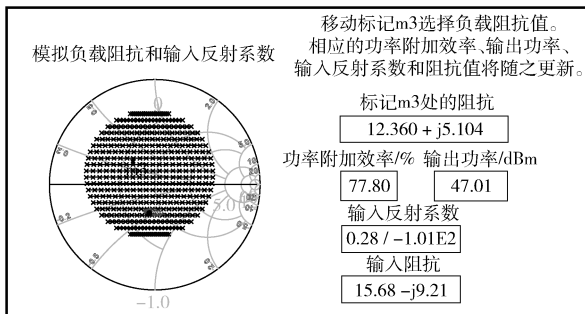 移动标记m3选择负载阻抗值。
相应的功率附加效率、输出功率、
输入反射系数和阻抗值将随之更新。
模拟负载阻抗和输入反射系数
标记m3处的阻抗
12.360 + j5.104
功率附加效率/% 输出功率/dBm
77.80 47.01
输入反射系数
0.28 / −1.01E2
输入阻抗
15.68 −j9.21
0
5.0
-0.2
−1.0